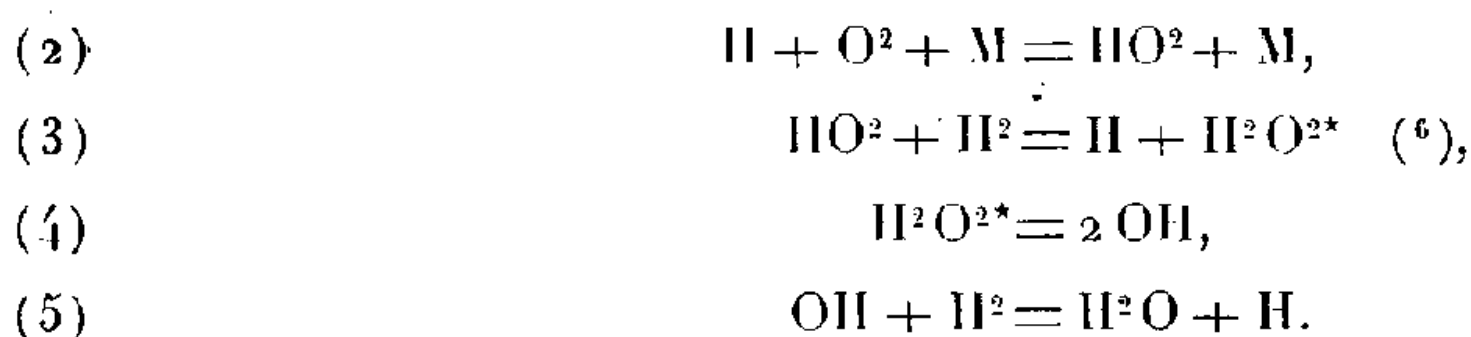 (2) H + O² + M = HO² + M,
(3) HO² + H² = H + H²O²* (⁶),
(4) H²O²* = 2 OH,
(5) OH + H² = H²O + H.